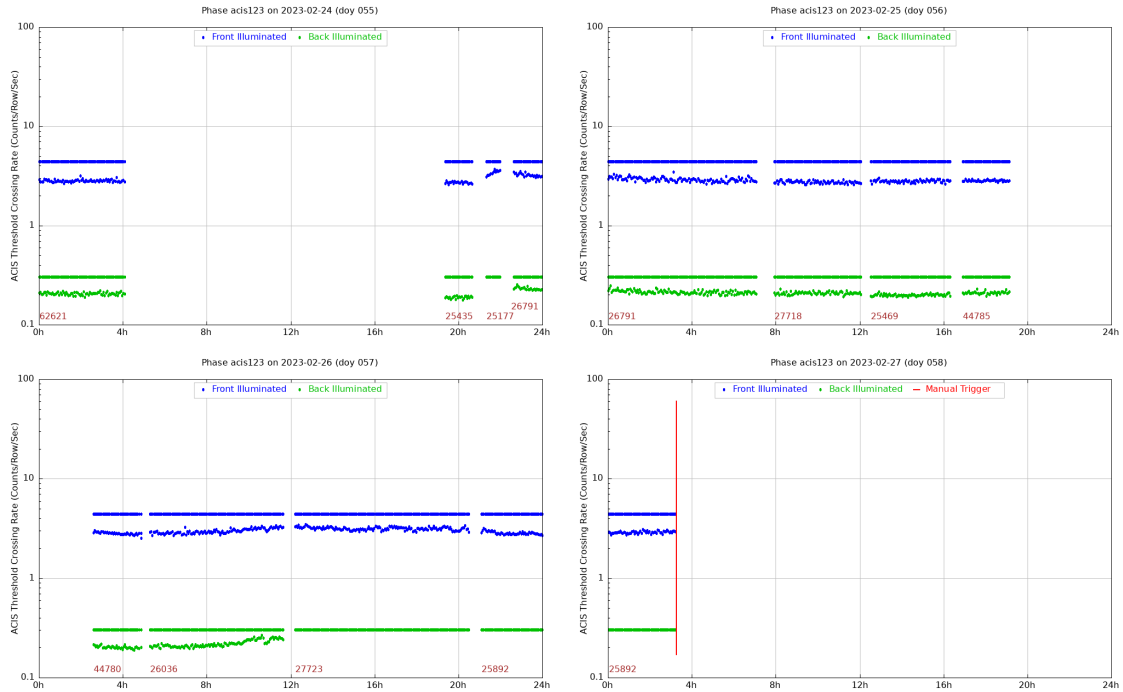 Phase acis123 on 2023-02-24 (doy 055)
Front Illuminated Back Illuminated
ACIS Threshold Crossing Rate (Counts/Row/Sec)
100
10
1
0.1
62621 25435 25177 26791
0h 4h 12h 16h 20h 24h
Phase acis123 on 2023-02-25 (doy 056)
Front Illuminated Back Illuminated
ACIS Threshold Crossing Rate (Counts/Row/Sec)
100
10
1
0.1
26791 27718 25469 44785
0h 4h 8h 12h 16h 20h 24h
Phase acis123 on 2023-02-26 (doy 057)
Front Illuminated Back Illuminated
ACIS Threshold Crossing Rate (Counts/Row/Sec)
100
10
1
0.1
44780 26036 27723 25892
0h 4h 8h 12h 16h 20h 24h
Phase acis123 on 2023-02-27 (doy 058)
Front Illuminated Back Illuminated Manual Trigger
ACIS Threshold Crossing Rate (Counts/Row/Sec)
100
10
1
0.1
25892
0h 4h 8h 12h 16h 20h 24h